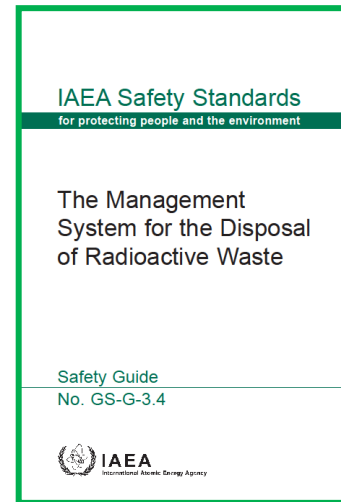 IAEA Safety Standards
for protecting people and the environment
The Management
System for the Disposal
of Radioactive Waste
Safety Guide
No. GS-G-3.4
IAEA
International Atomic Energy Agency